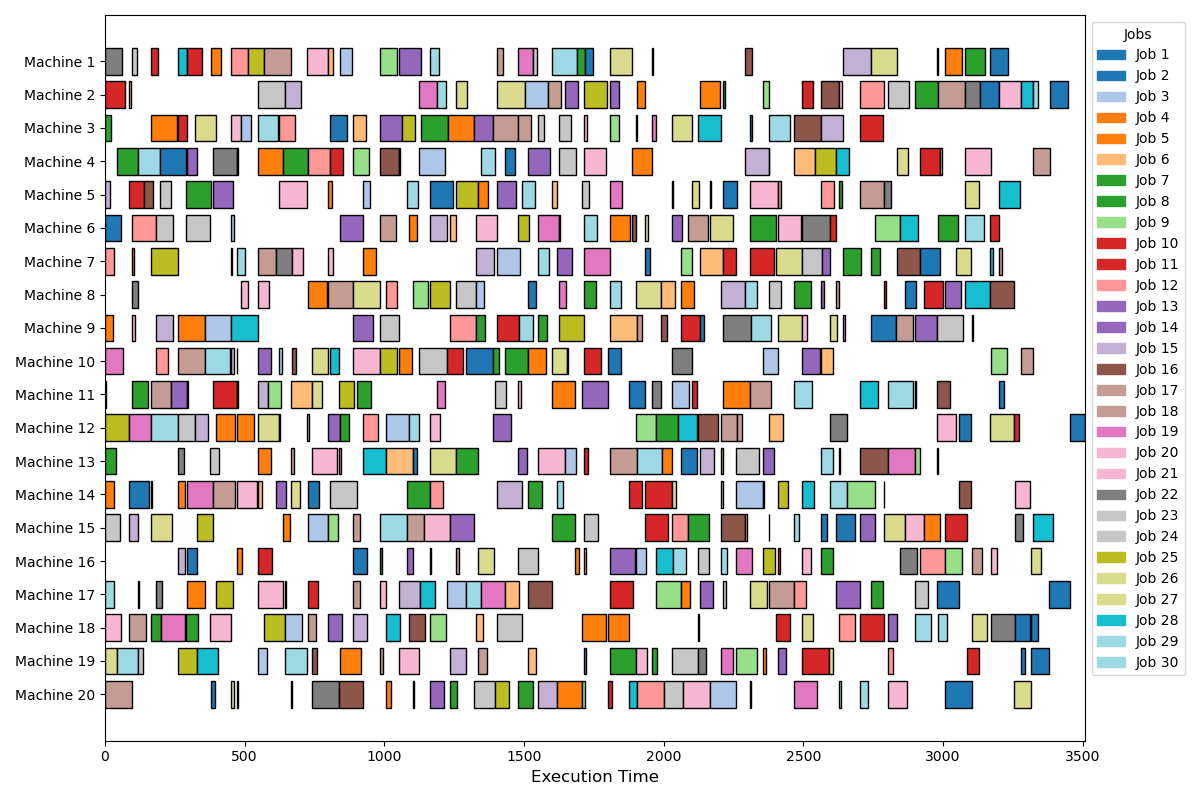 Machine 1
Machine 2
Machine 3
Machine 4
Machine 5
Machine 6
Machine 7
Machine 8
Machine 9
Machine 10
Machine 11
Machine 12
Machine 13
Machine 14
Machine 15
Machine 16
Machine 17
Machine 18
Machine 19
Machine 20
0 500 1000 1500 2000 2500 3000 3500
Execution Time
Jobs
Job 1
Job 2
Job 3
Job 4
Job 5
Job 6
Job 7
Job 8
Job 9
Job 10
Job 11
Job 12
Job 13
Job 14
Job 15
Job 16
Job 17
Job 18
Job 19
Job 20
Job 21
Job 22
Job 23
Job 24
Job 25
Job 26
Job 27
Job 28
Job 29
Job 30